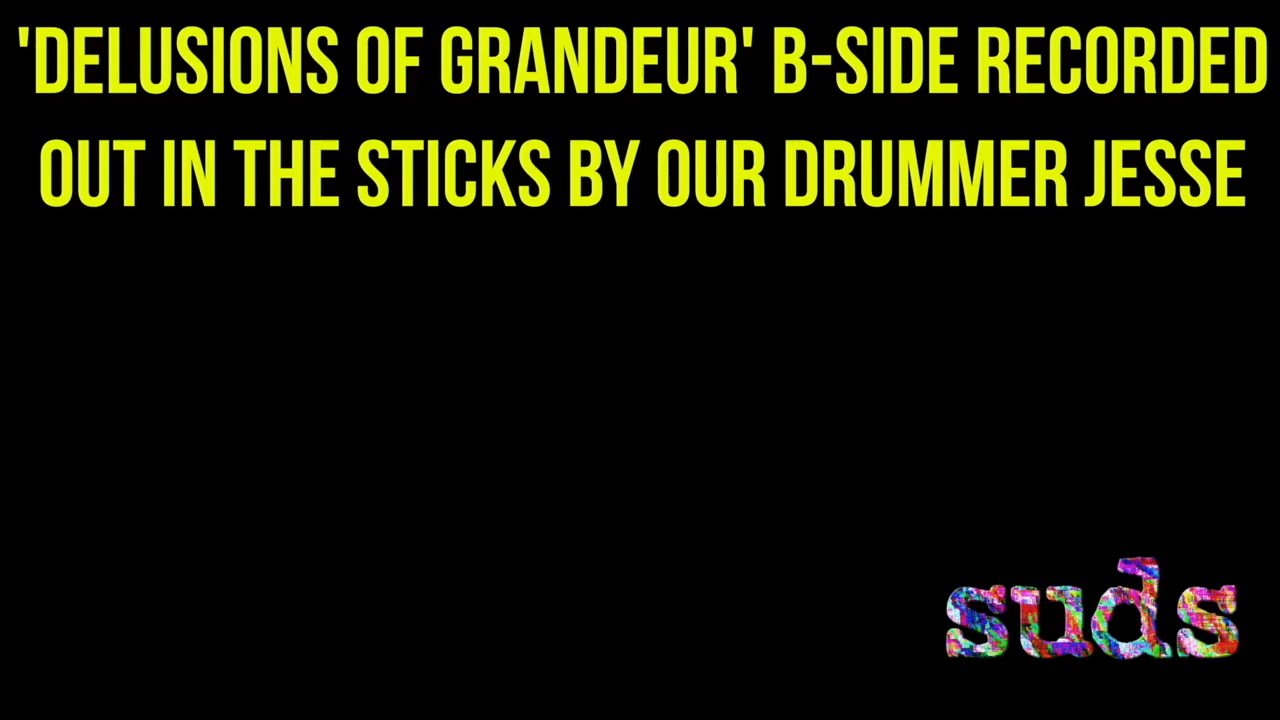 'DELUSIONS OF GRANDEUR' B-SIDE RECORDED
OUT IN THE STICKS BY OUR DRUMMER JESSE
suds